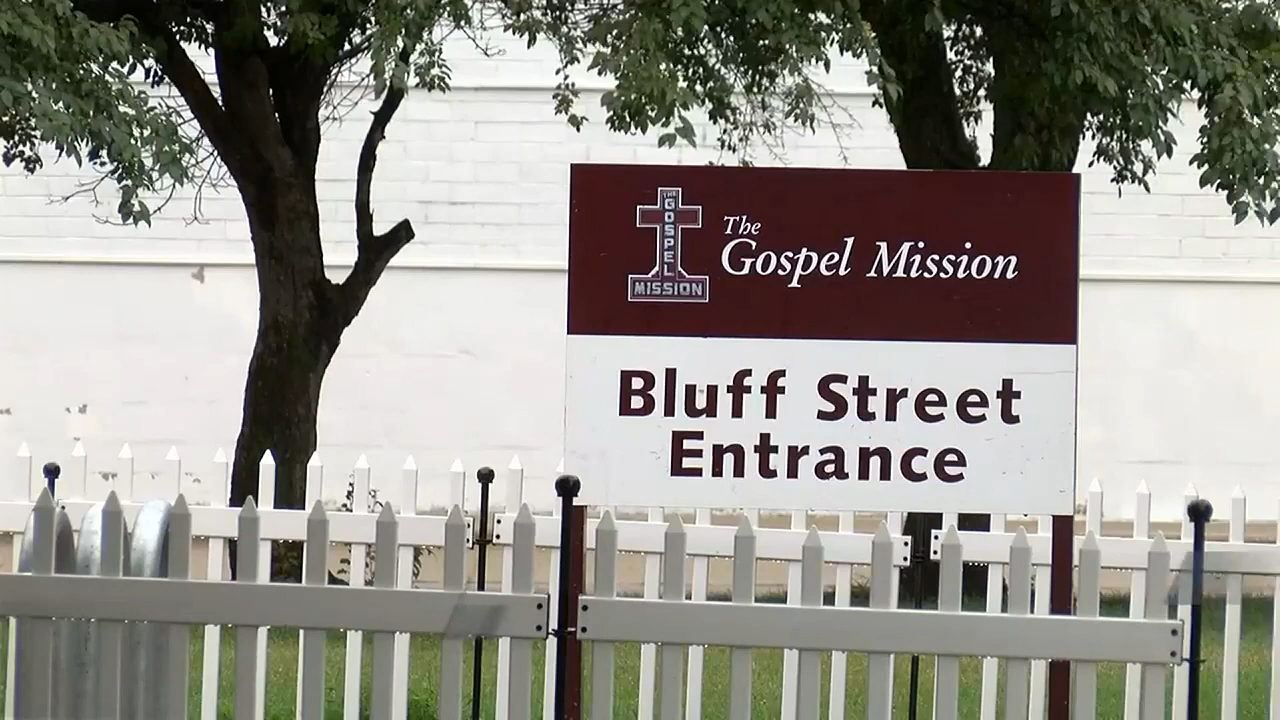 THE
GOSPEL
MISSION
The
Gospel Mission
Bluff Street
Entrance